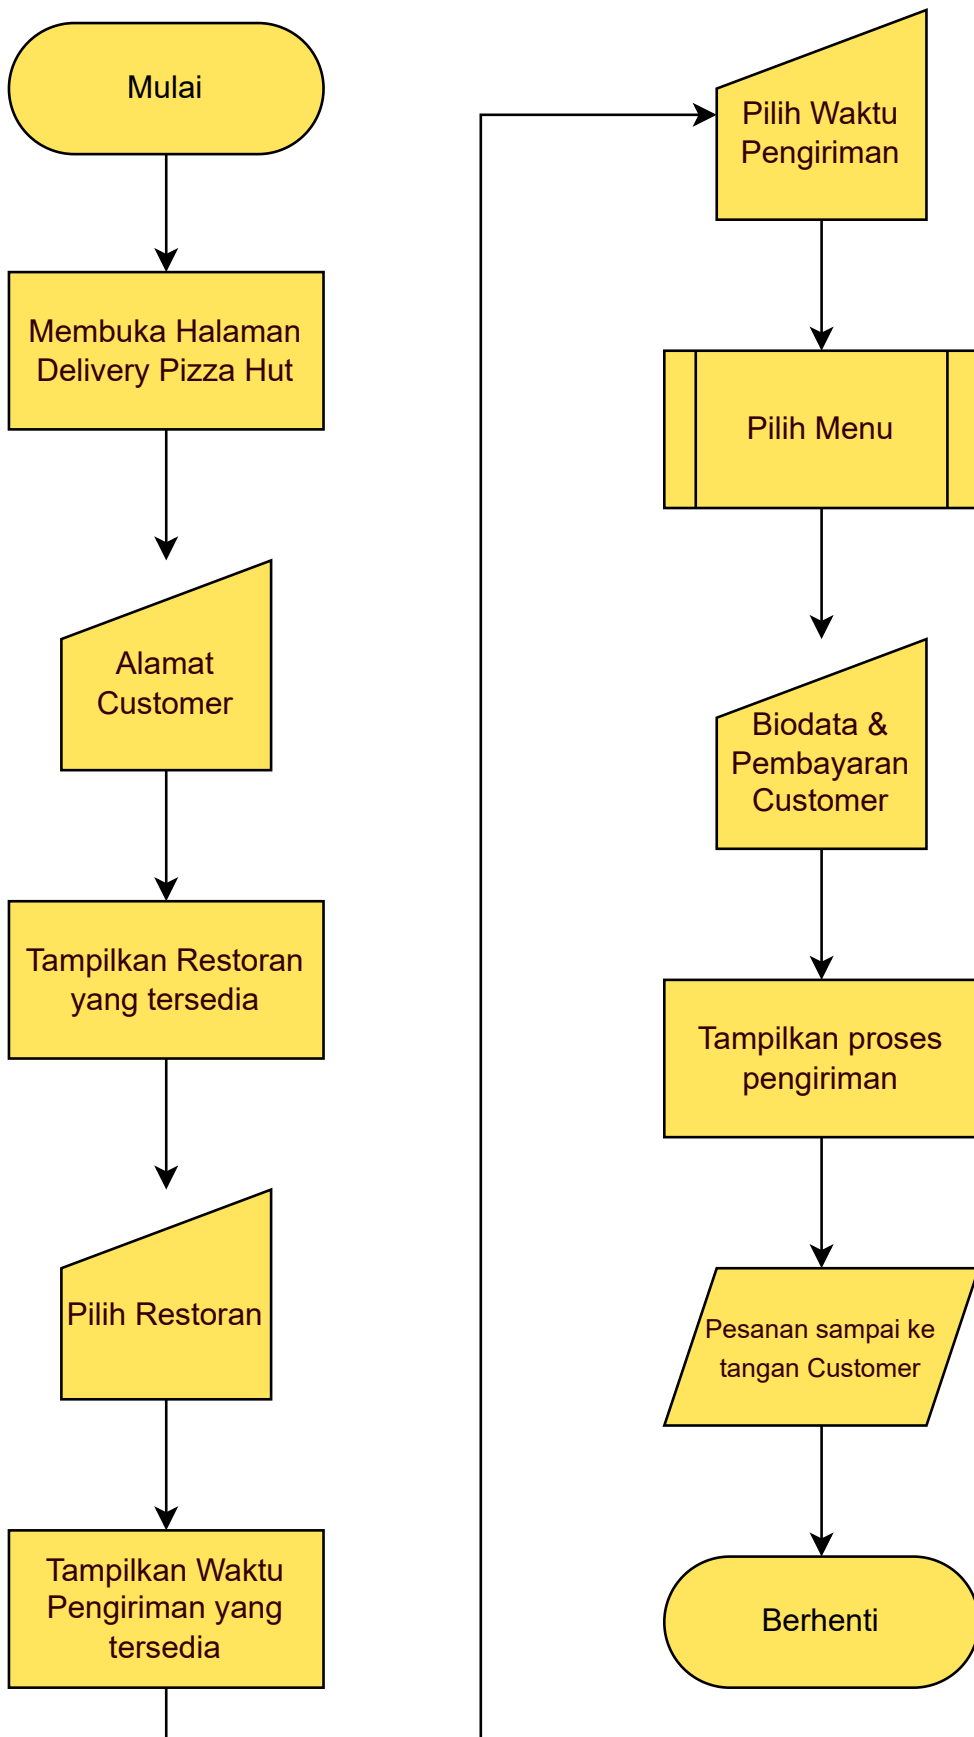 Mulai
Membuka Halaman
Delivery Pizza Hut
Alamat
Customer
Tampilkan Restoran
yang tersedia
Pilih Restoran
Tampilkan Waktu
Pengiriman yang
tersedia
Pilih Waktu
Pengiriman
Pilih Menu
Biodata &
Pembayaran
Customer
Tampilkan proses
pengiriman
Pesanan sampai ke
tangan Customer
Berhenti